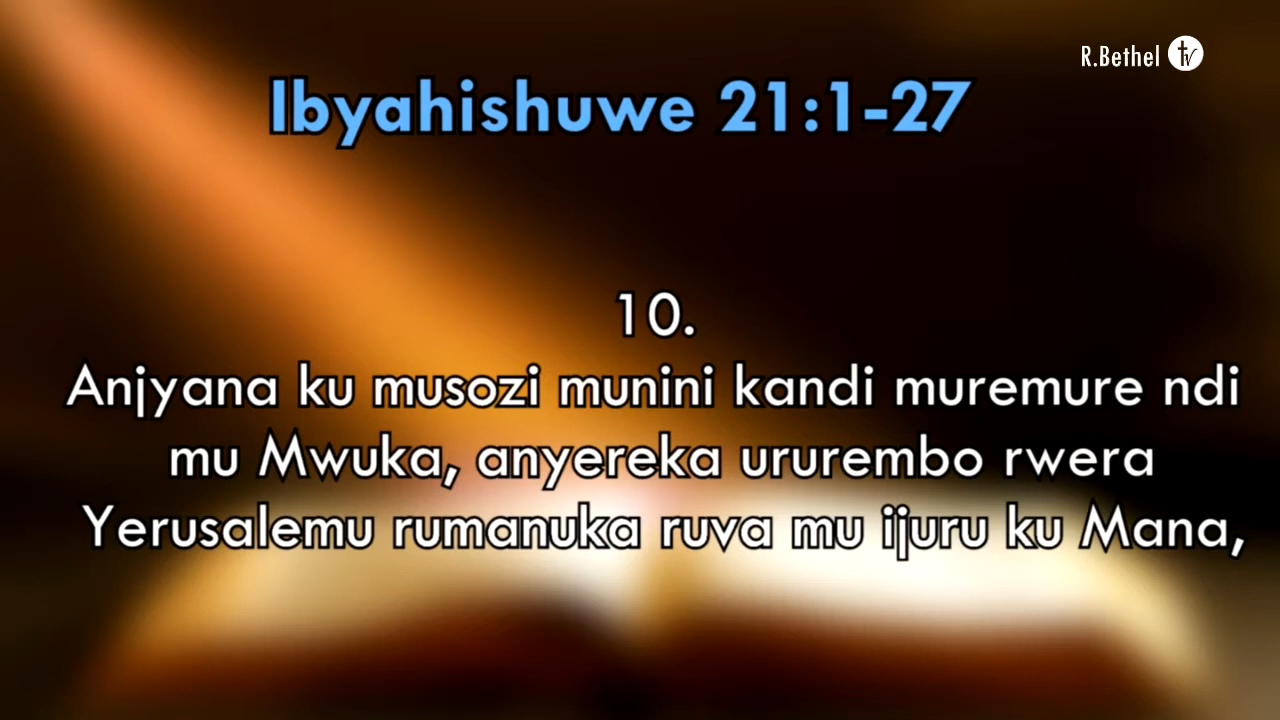 R.Bethel tv
Ibyahishuwe 21:1-27
10.
Anjyana ku musozi munini kandi muremure ndi
mu Mwuka, anyereka ururembo rwera
Yerusalemu rumanuka ruva mu ijuru ku Mana,